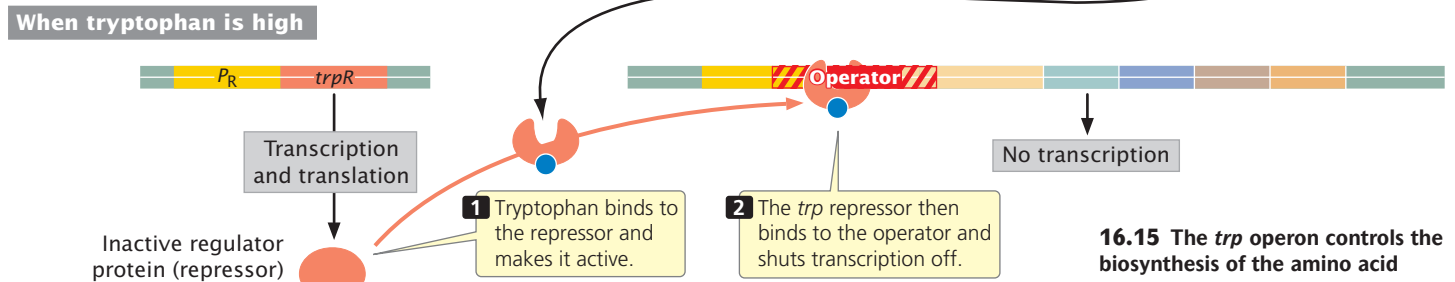 When tryptophan is high
PR
trpR
Operator
Transcription
and translation
No transcription
1 Tryptophan binds to
the repressor and
makes it active.
2 The trp repressor then
binds to the operator and
shuts transcription off.
Inactive regulator
protein (repressor)
16.15 The trp operon controls the
biosynthesis of the amino acid